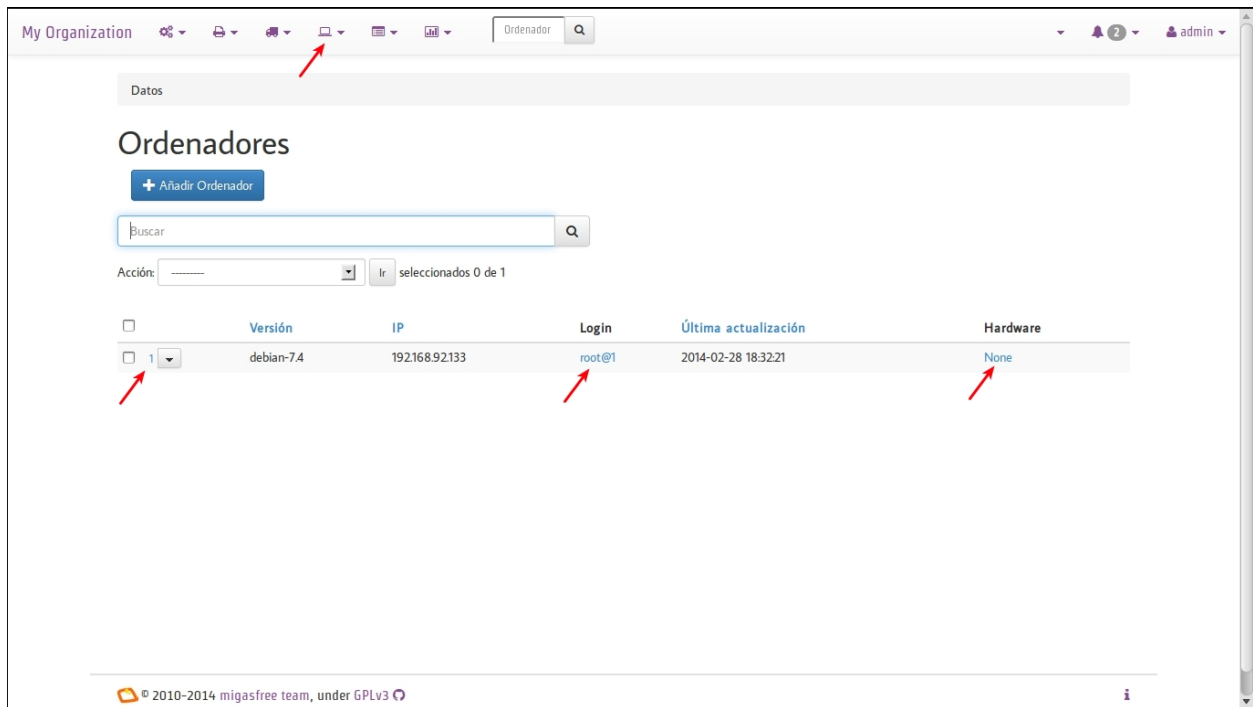 My Organization Ordenador 2 admin
Datos
Ordenadores
Añadir Ordenador
Buscar
Acción: --------- Ir seleccionados 0 de 1
Versión IP Login Última actualización Hardware
1 debian-7.4 192.168.92.133 root@1 2014-02-28 18:32:21 None
© 2010-2014 migasfree team, under GPLv3